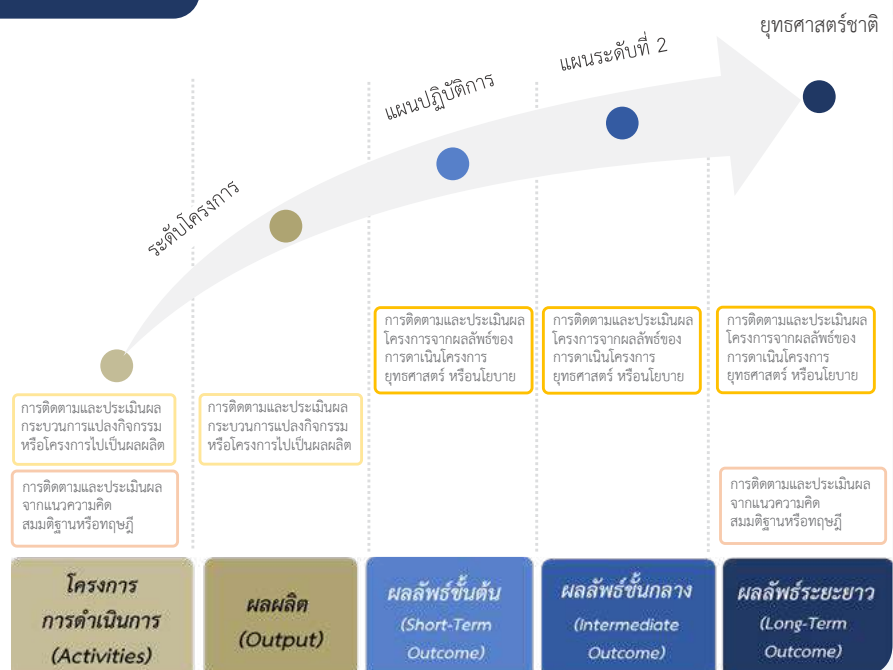 ยุทธศาสตร์ชาติ
แผนระดับที่ 2
แผนปฏิบัติการ
ระดับโครงการ
การติดตามและประเมินผล
โครงการจากผลลัพธ์ของ
การดาเนินโครงการ
ยุทธศาสตร์ หรือนโยบาย
การติดตามและประเมินผล
โครงการจากผลลัพธ์ของ
การดาเนินโครงการ
ยุทธศาสตร์ หรือนโยบาย
การติดตามและประเมินผล
โครงการจากผลลัพธ์ของ
การดาเนินโครงการ
ยุทธศาสตร์ หรือนโยบาย
การติดตามและประเมินผล
กระบวนการแปลงกิจกรรม
หรือโครงการไปเป็นผลผลิต
การติดตามและประเมินผล
กระบวนการแปลงกิจกรรม
หรือโครงการไปเป็นผลผลิต
การติดตามและประเมินผล
จากแนวความคิด
สมมติฐานหรือทฤษฎี
การติดตามและประเมินผล
จากแนวความคิด
สมมติฐานหรือทฤษฎี
โครงการ
การดำเนินการ
(Activities)
ผลผลิต
(Output)
ผลลัพธ์ขั้นต้น
(Short-Term
Outcome)
ผลลัพธ์ขั้นกลาง
(Intermediate
Outcome)
ผลลัพธ์ระยะยาว
(Long-Term
Outcome)